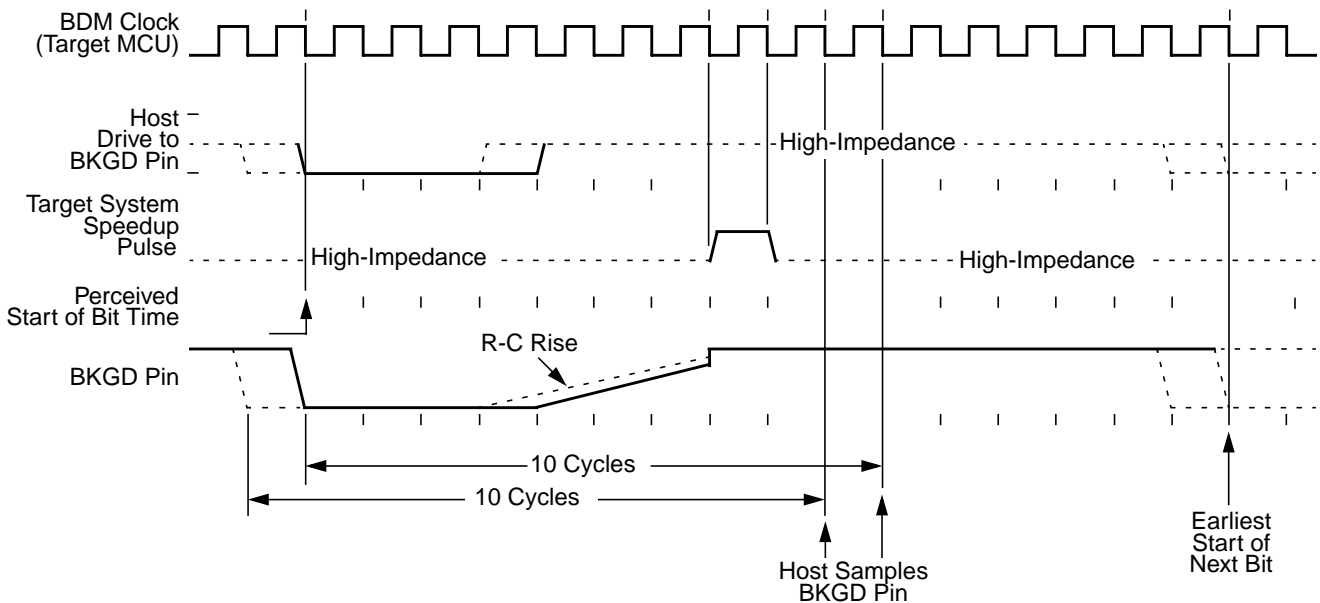 BDM Clock
(Target MCU)
Host
Drive to
BKGD Pin
High-Impedance
Target System
Speedup
Pulse
High-Impedance
High-Impedance
Perceived
Start of Bit Time
R-C Rise
BKGD Pin
10 Cycles
10 Cycles
Host Samples
BKGD Pin
Earliest
Start of
Next Bit